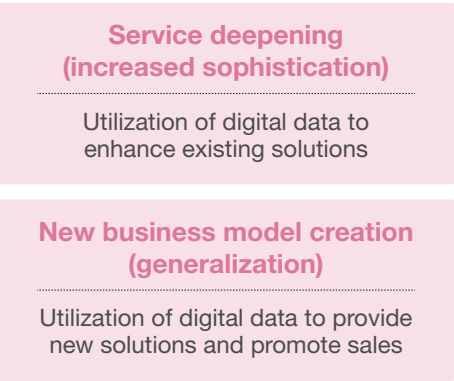 Service deepening
(increased sophistication)
Utilization of digital data to
enhance existing solutions
New business model creation
(generalization)
Utilization of digital data to provide
new solutions and promote sales